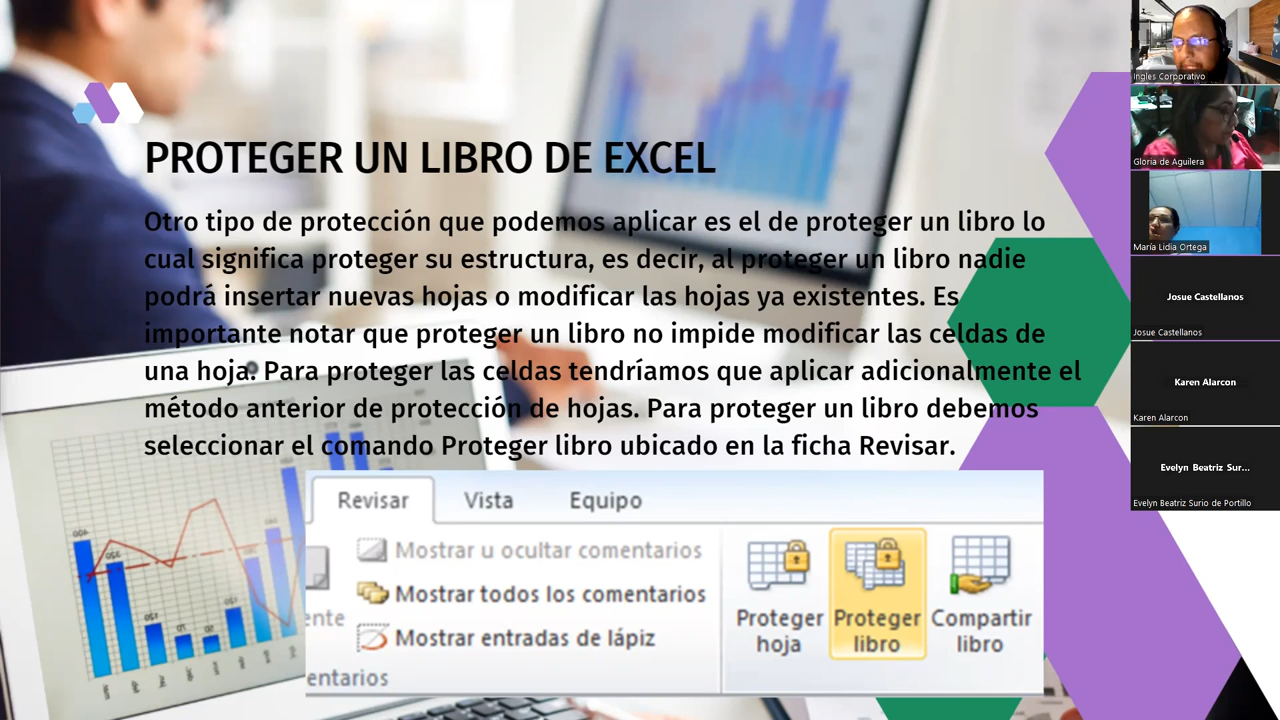 PROTEGER UN LIBRO DE EXCEL
Otro tipo de protección que podemos aplicar es el de proteger un libro lo
cual significa proteger su estructura, es decir, al proteger un libro nadie
podrá insertar nuevas hojas o modificar las hojas ya existentes. Es
importante notar que proteger un libro no impide modificar las celdas de
una hoja. Para proteger las celdas tendríamos que aplicar adicionalmente el
método anterior de protección de hojas. Para proteger un libro debemos
seleccionar el comando Proteger libro ubicado en la ficha Revisar.
Revisar Vista Equipo
Mostrar u ocultar comentarios
ente Mostrar todos los comentarios
Mostrar entradas de lápiz
entarios
Proteger hoja
Proteger libro
Compartir libro
Ingles Corporativo
Gloria de Aguilera
María Lidia Ortega
Josue Castellanos
Josue Castellanos
Karen Alarcon
Karen Alarcon
Evelyn Beatriz Sur...
Evelyn Beatriz Surio de Portillo